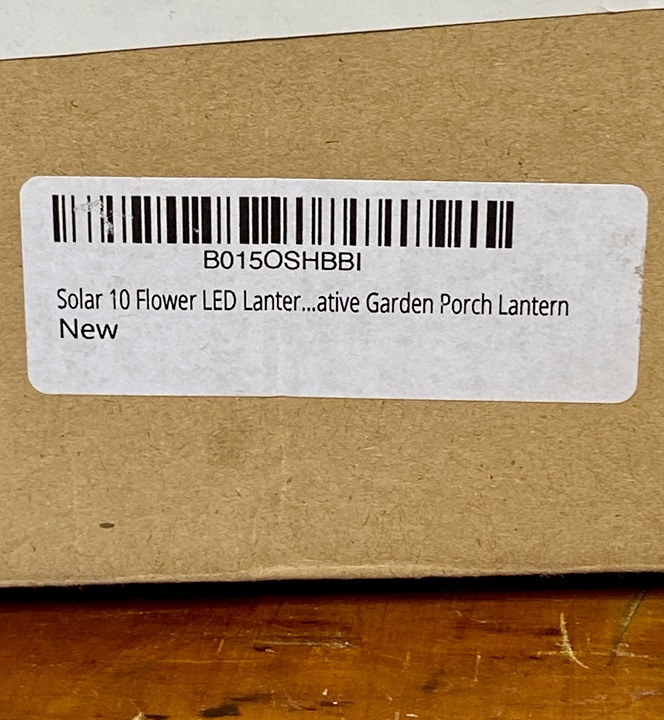 B015OSHBBI
Solar 10 Flower LED Lanter...ative Garden Porch Lantern
New